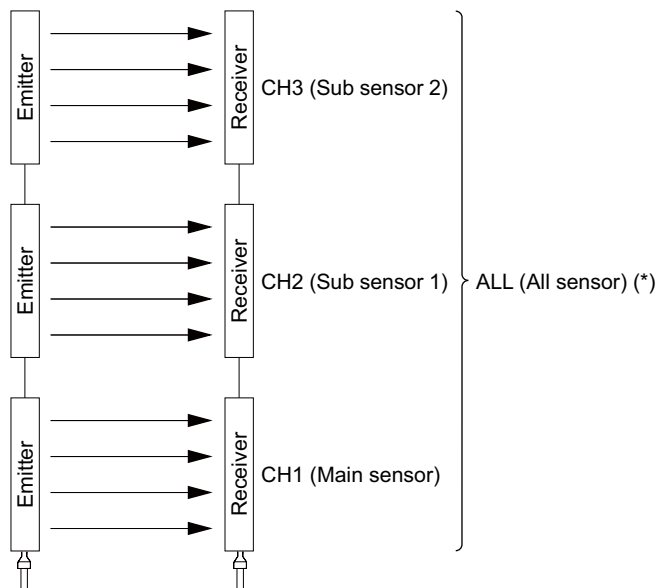 Emitter
Receiver
CH3 (Sub sensor 2)
Emitter
Receiver
CH2 (Sub sensor 1)
ALL (All sensor) (*)
Emitter
Receiver
CH1 (Main sensor)